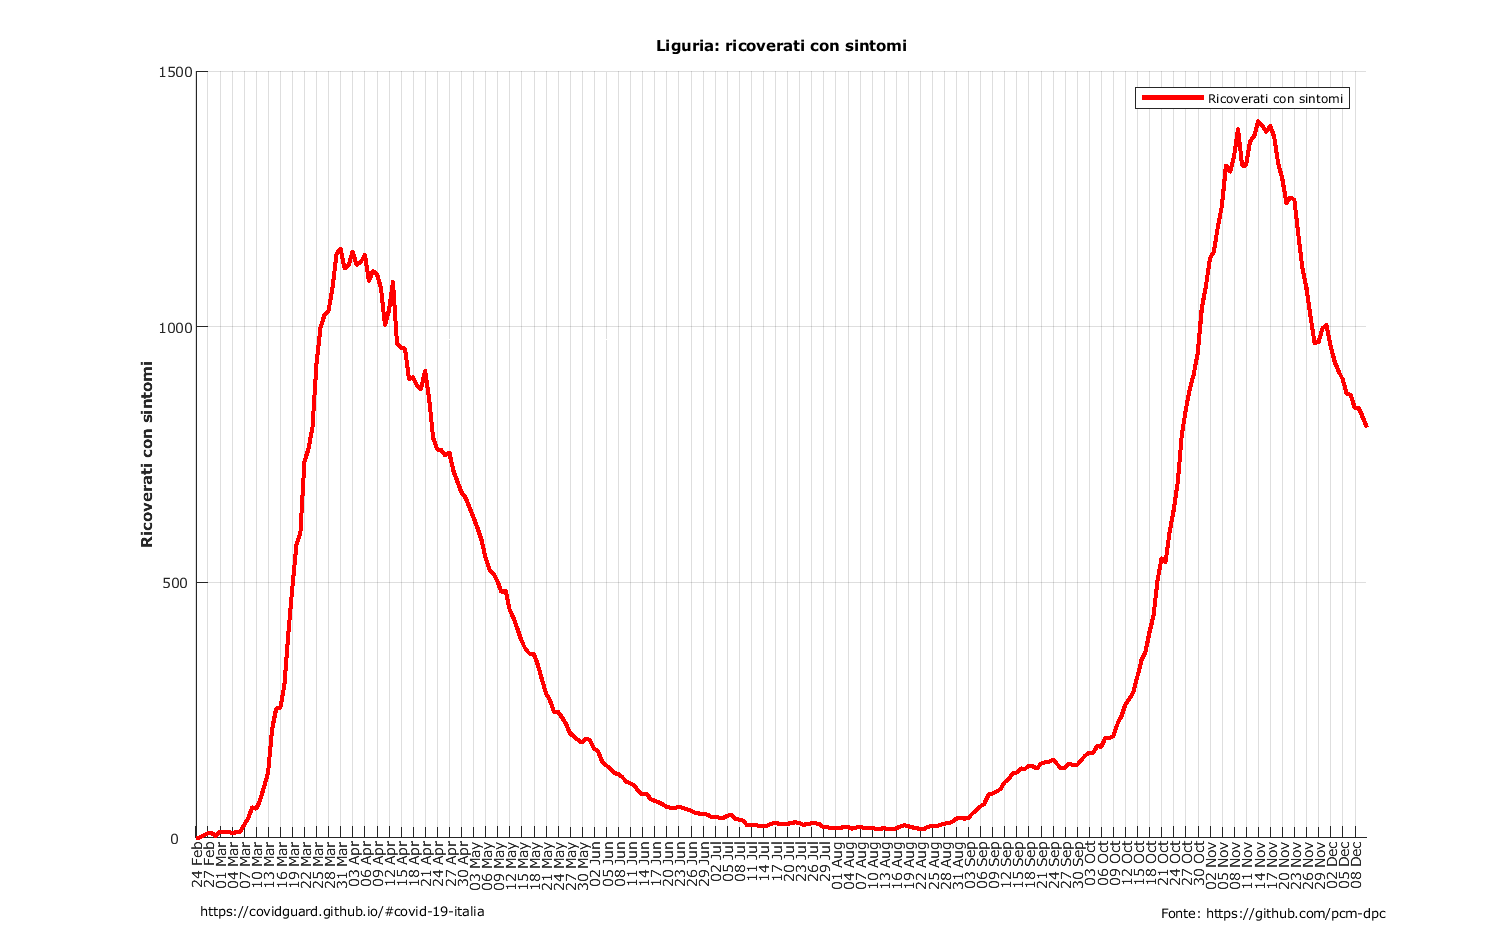 Liguria: ricoverati con sintomi
Ricoverati con sintomi
Ricoverati con sintomi
1500
1000
500
0
24 Feb
27 Feb
01 Mar
04 Mar
07 Mar
10 Mar
13 Mar
16 Mar
19 Mar
22 Mar
25 Mar
28 Mar
31 Mar
03 Apr
06 Apr
09 Apr
12 Apr
15 Apr
18 Apr
21 Apr
24 Apr
27 Apr
30 Apr
03 May
06 May
09 May
12 May
15 May
18 May
21 May
24 May
27 May
30 May
02 Jun
05 Jun
08 Jun
11 Jun
14 Jun
17 Jun
20 Jun
23 Jun
26 Jun
29 Jun
02 Jul
05 Jul
08 Jul
11 Jul
14 Jul
17 Jul
20 Jul
23 Jul
26 Jul
29 Jul
01 Aug
04 Aug
07 Aug
10 Aug
13 Aug
16 Aug
19 Aug
22 Aug
25 Aug
28 Aug
31 Aug
03 Sep
06 Sep
09 Sep
12 Sep
15 Sep
18 Sep
21 Sep
24 Sep
27 Sep
30 Sep
03 Oct
06 Oct
09 Oct
12 Oct
15 Oct
18 Oct
21 Oct
24 Oct
27 Oct
30 Oct
02 Nov
05 Nov
08 Nov
11 Nov
14 Nov
17 Nov
20 Nov
23 Nov
26 Nov
29 Nov
02 Dec
05 Dec
08 Dec
https://covidguard.github.io/#covid-19-italia
Fonte: https://github.com/pcm-dpc